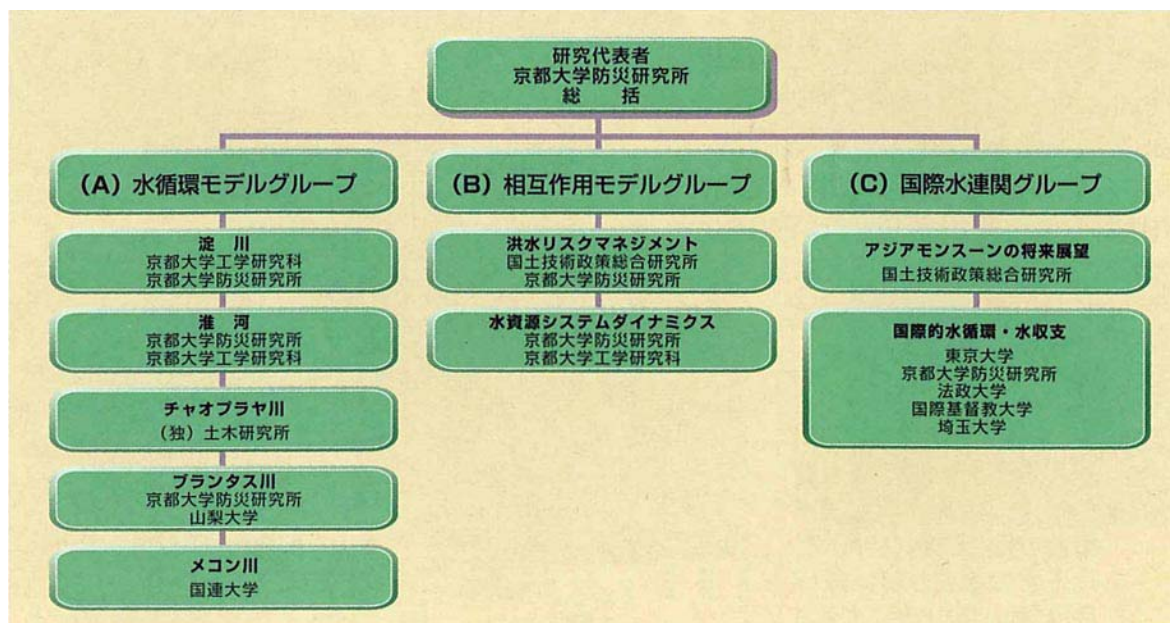 研究代表者
京都大学防災研究所
総　　括
（A）水循環モデルグループ
淀　川
京都大学工学研究科
京都大学防災研究所
淮　河
京都大学防災研究所
京都大学工学研究科
チャオプラヤ川
（独）土木研究所
ブランタス川
京都大学防災研究所
山梨大学
メコン川
国連大学
（B）相互作用モデルグループ
洪水リスクマネジメント
国土技術政策総合研究所
京都大学防災研究所
水資源システムダイナミクス
京都大学防災研究所
京都大学工学研究科
（C）国際水連関グループ
アジアモンスーンの将来展望
国土技術政策総合研究所
国際的水循環・水収支
東京大学
京都大学防災研究所
法政大学
国際基督教大学
埼玉大学